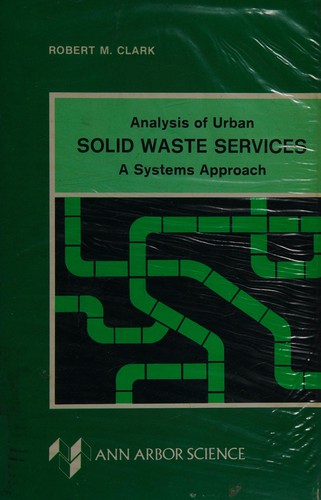 ROBERT M. CLARK
Analysis of Urban
SOLID WASTE SERVICES
A Systems Approach
ANN ARBOR SCIENCE